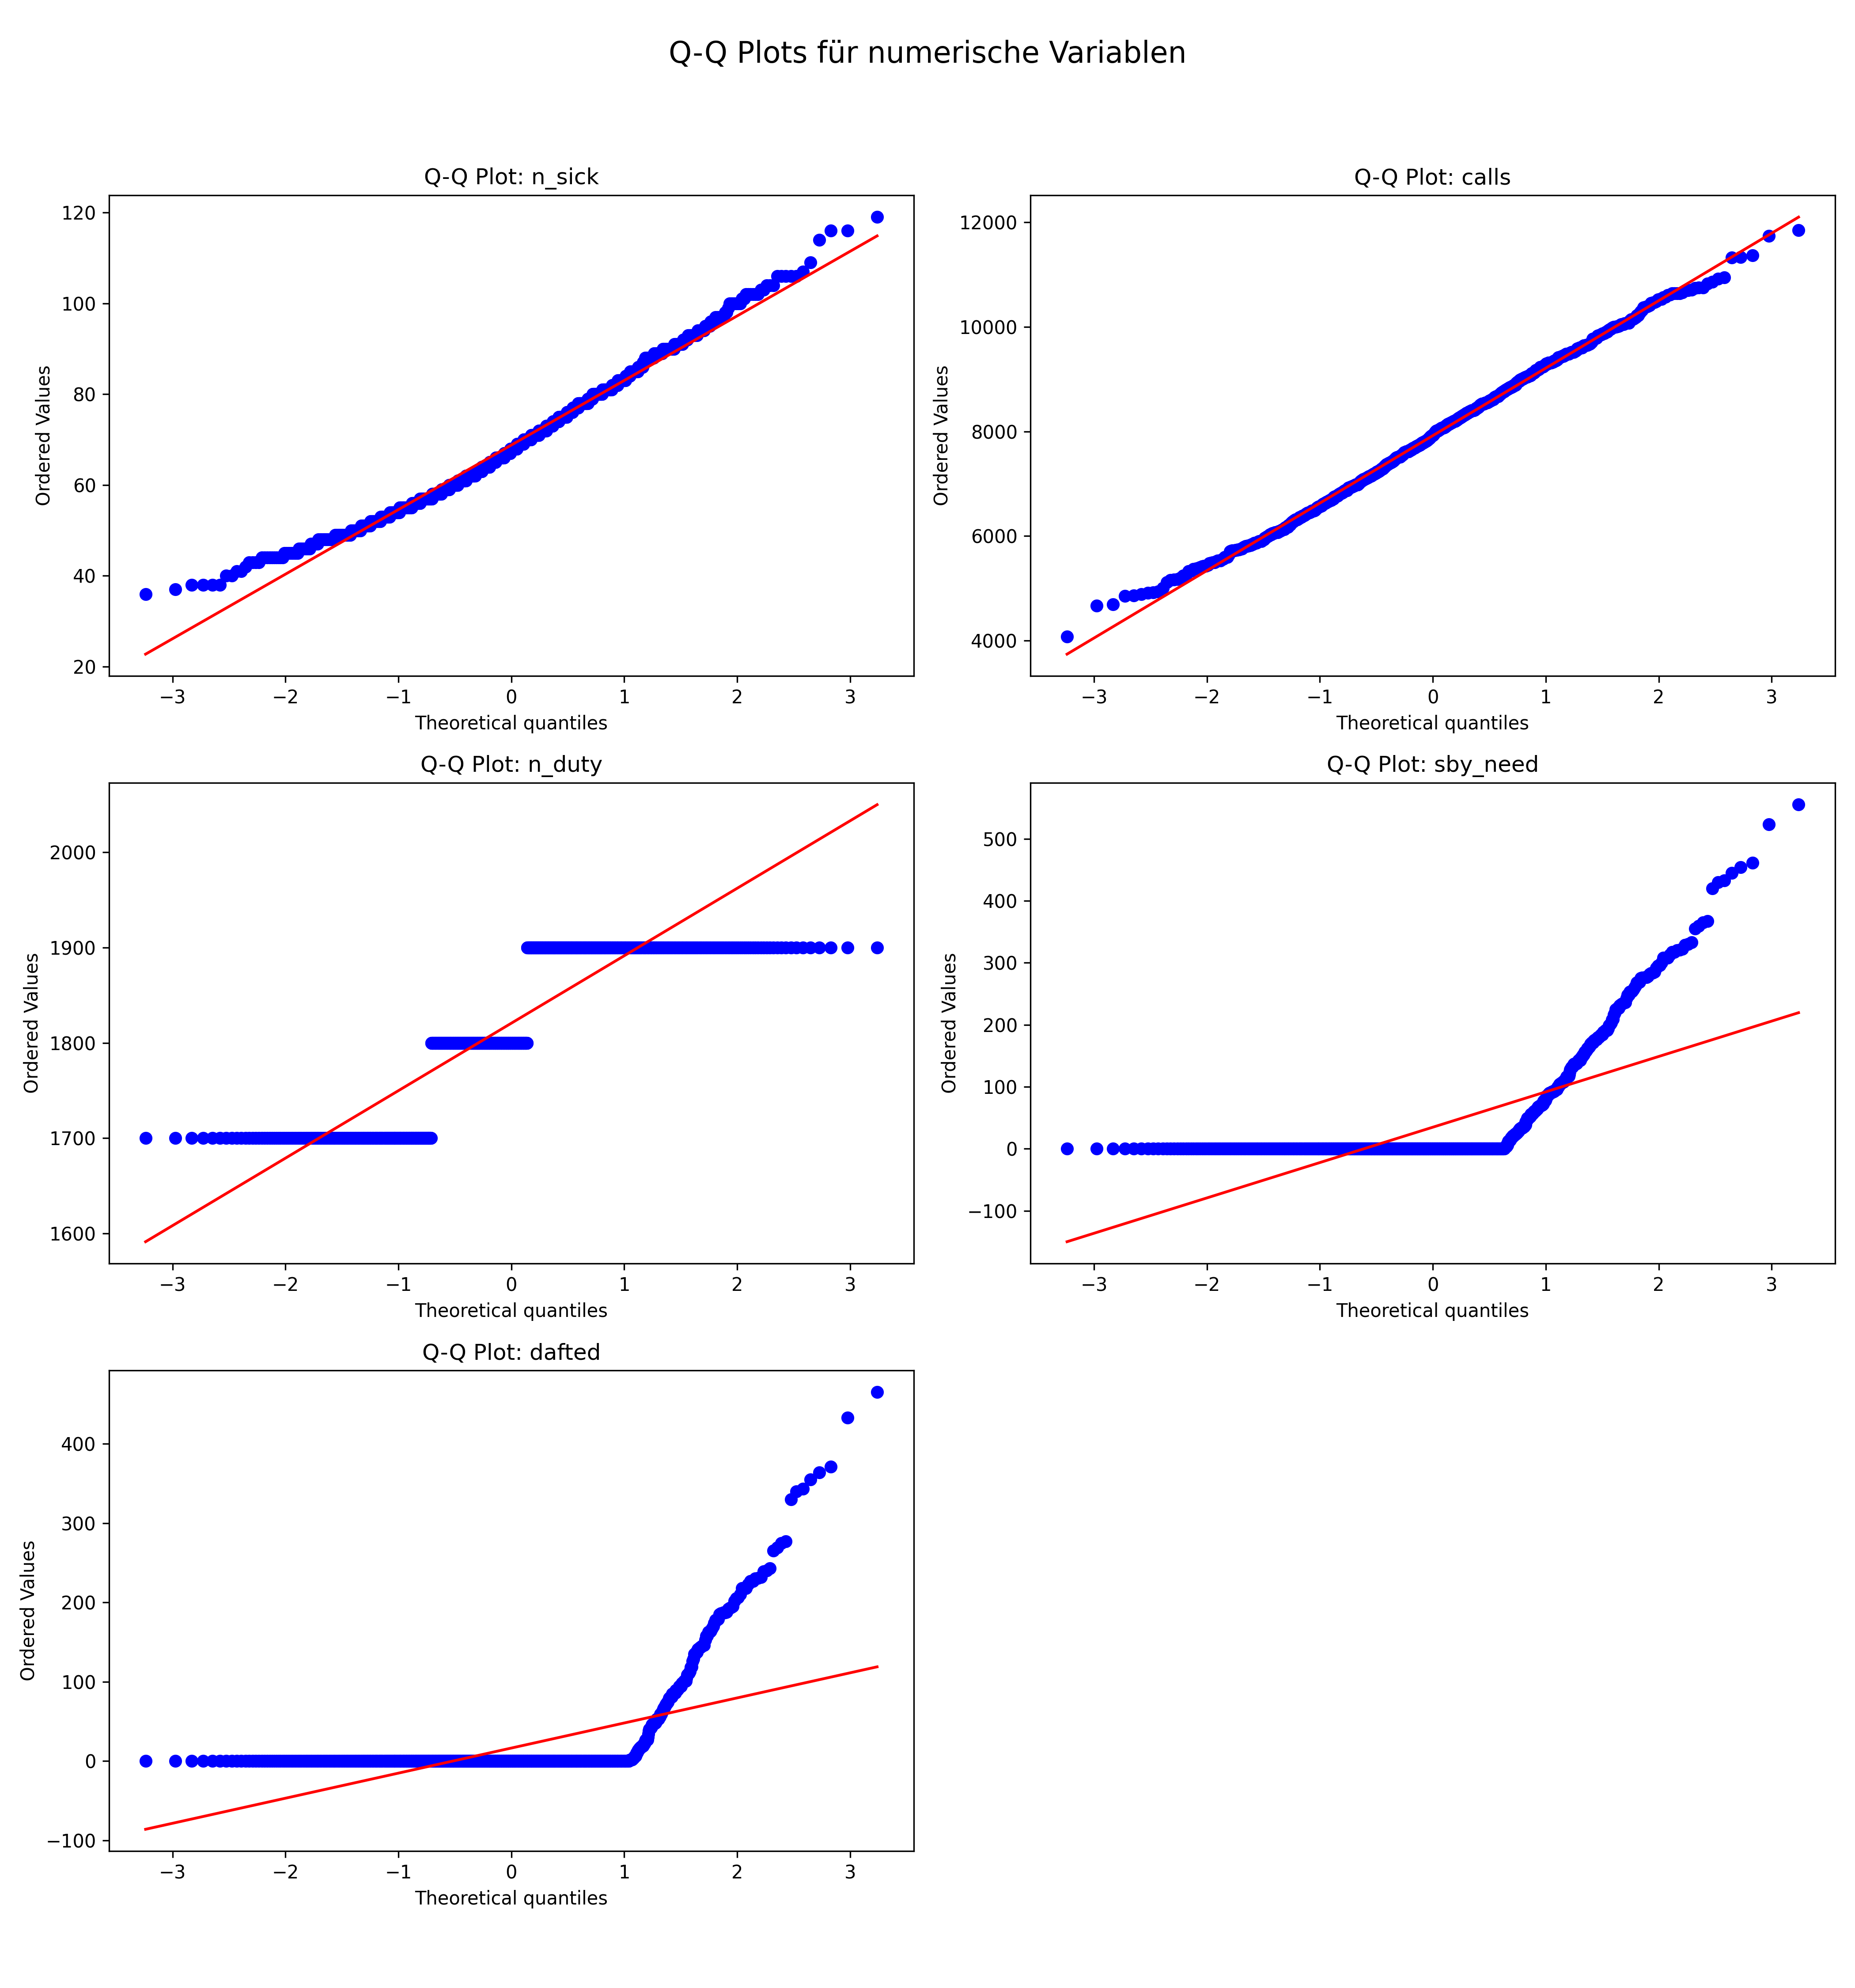 Q-Q Plots für numerische Variablen
Q-Q Plot: n_sick
120
100
80
60
40
20
Ordered Values
−3 −2 −1 0 1 2 3
Theoretical quantiles
Q-Q Plot: calls
12000
10000
8000
6000
4000
Ordered Values
−3 −2 −1 0 1 2 3
Theoretical quantiles
Q-Q Plot: n_duty
2000
1900
1800
1700
1600
Ordered Values
−3 −2 −1 0 1 2 3
Theoretical quantiles
Q-Q Plot: sby_need
500
400
300
200
100
0
−100
Ordered Values
−3 −2 −1 0 1 2 3
Theoretical quantiles
Q-Q Plot: dafted
400
300
200
100
0
−100
Ordered Values
−3 −2 −1 0 1 2 3
Theoretical quantiles